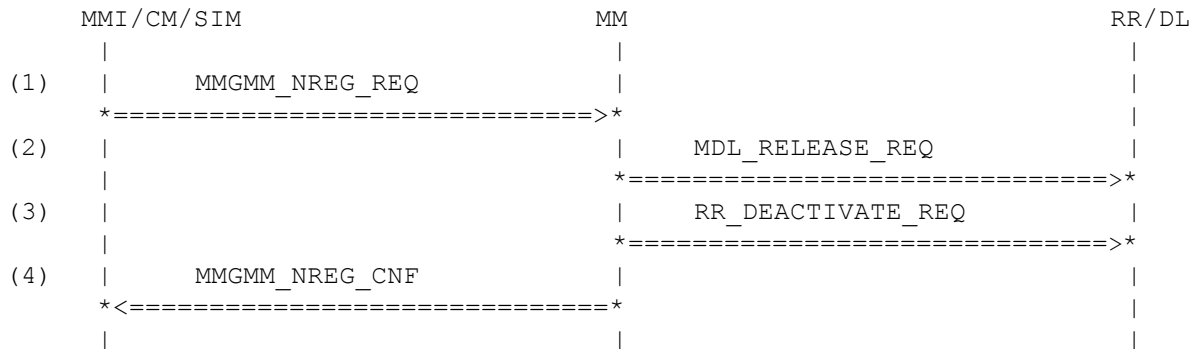 MMI/CM/SIM MM RR/DL
| | |
(1) | MMGMM_NREG_REQ | |
*==============================>* |
(2) | | MDL_RELEASE_REQ |
| *==============================>*
(3) | | RR_DEACTIVATE_REQ |
| *==============================>*
(4) | MMGMM_NREG_CNF | |
*<==============================* |
| | |